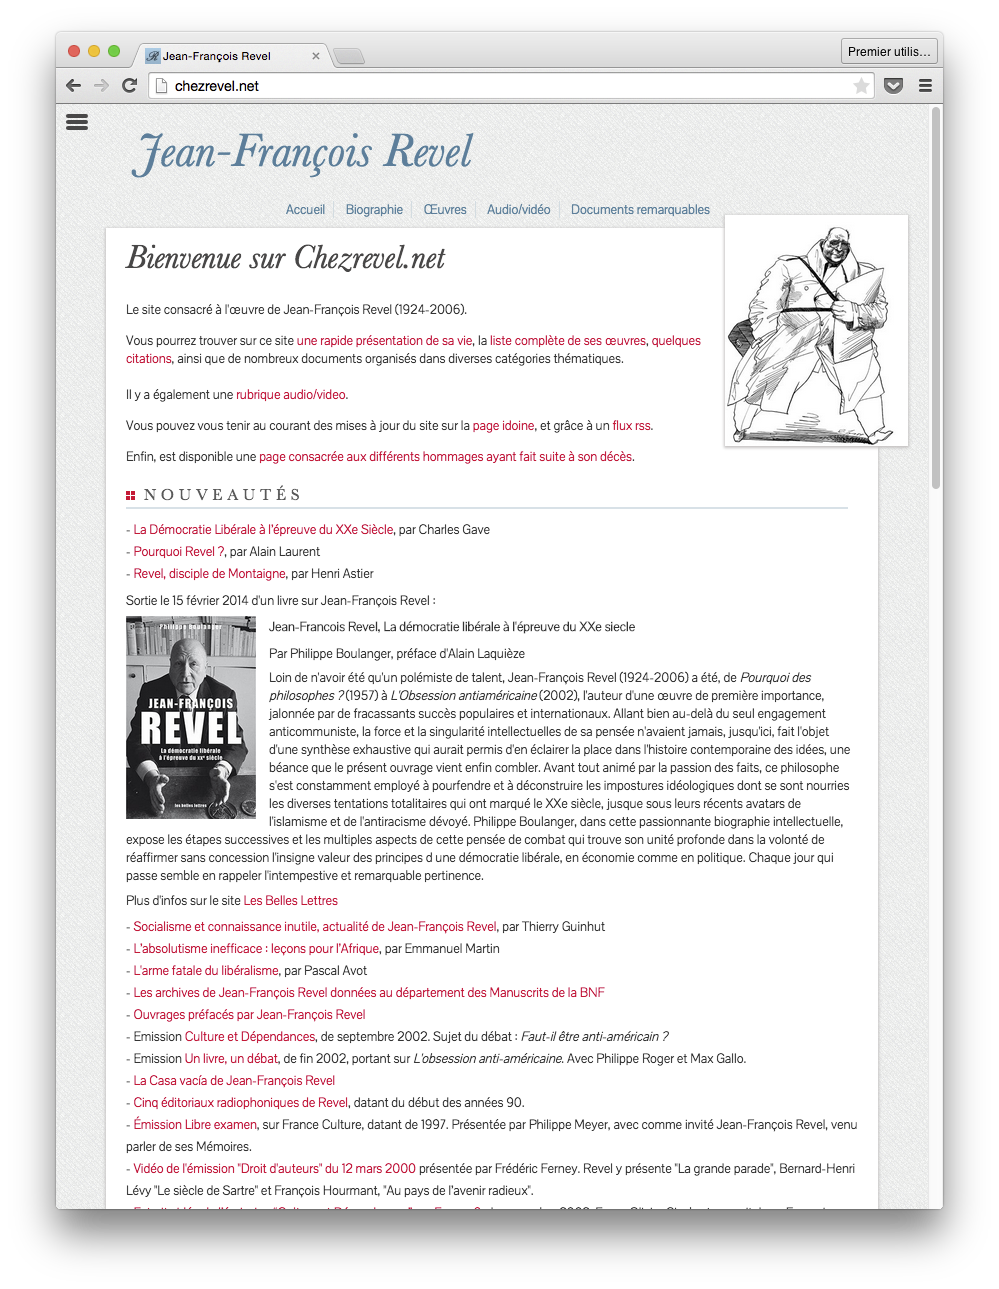 Jean-François Revel
Premier utilis...
chezrevel.net
Jean-François Revel
Accueil
Biographie
Œuvres
Audio/vidéo
Documents remarquables
Bienvenue sur Chezrevel.net
Le site consacré à l'œuvre de Jean-François Revel (1924-2006).
Vous pourrez trouver sur ce site une rapide présentation de sa vie, la liste complète de ses œuvres, quelques
citations, ainsi que de nombreux documents organisés dans diverses catégories thématiques.
Il y a également une rubrique audio/video.
Vous pouvez vous tenir au courant des mises à jour du site sur la page idoine, et grâce à un flux rss.
Enfin, est disponible une page consacrée aux différents hommages ayant fait suite à son décès.
NOUVEAUTÉS
- La Démocratie Libérale à l'épreuve du XXe Siècle, par Charles Gave
- Pourquoi Revel ?, par Alain Laurent
- Revel, disciple de Montaigne, par Henri Astier
Sortie le 15 février 2014 d'un livre sur Jean-François Revel :
Philippe Boulanger
JEAN-FRANÇOIS
REVEL
La démocratie libérale
à l'épreuve du XXe siècle
les belles lettres
Jean-Francois Revel, La démocratie libérale à l'épreuve du XXe siecle
Par Philippe Boulanger, préface d'Alain Laquièze
Loin de n'avoir été qu'un polémiste de talent, Jean-François Revel (1924-2006) a été, de Pourquoi des
philosophes ? (1957) à L'Obsession antiaméricaine (2002), l'auteur d'une œuvre de première importance,
jalonnée par de fracassants succès populaires et internationaux. Allant bien au-delà du seul engagement
anticommuniste, la force et la singularité intellectuelles de sa pensée n'avaient jamais, jusqu'ici, fait l'objet
d'une synthèse exhaustive qui aurait permis d'en éclairer la place dans l'histoire contemporaine des idées, une
béance que le présent ouvrage vient enfin combler. Avant tout animé par la passion des faits, ce philosophe
s'est constamment employé à pourfendre et à déconstruire les impostures idéologiques dont se sont nourries
les diverses tentations totalitaires qui ont marqué le XXe siècle, jusque sous leurs récents avatars de
l'islamisme et de l'antiracisme dévoyé. Philippe Boulanger, dans cette passionnante biographie intellectuelle,
expose les étapes successives et les multiples aspects de cette pensée de combat qui trouve son unité profonde dans la volonté de
réaffirmer sans concession l'insigne valeur des principes d une démocratie libérale, en économie comme en politique. Chaque jour qui
passe semble en rappeler l'intempestive et remarquable pertinence.
Plus d'infos sur le site Les Belles Lettres
- Socialisme et connaissance inutile, actualité de Jean-François Revel, par Thierry Guinhut
- L'absolutisme inefficace : leçons pour l'Afrique, par Emmanuel Martin
- L'arme fatale du libéralisme, par Pascal Avot
- Les archives de Jean-François Revel données au département des Manuscrits de la BNF
- Ouvrages préfacés par Jean-François Revel
- Emission Culture et Dépendances, de septembre 2002. Sujet du débat : Faut-il être anti-américain ?
- Emission Un livre, un débat, de fin 2002, portant sur L'obsession anti-américaine. Avec Philippe Roger et Max Gallo.
- La Casa vacía de Jean-François Revel
- Cinq éditoriaux radiophoniques de Revel, datant du début des années 90.
- Émission Libre examen, sur France Culture, datant de 1997. Présentée par Philippe Meyer, avec comme invité Jean-François Revel, venu
parler de ses Mémoires.
- Vidéo de l'émission "Droit d'auteurs" du 12 mars 2000 présentée par Frédéric Ferney. Revel y présente "La grande parade", Bernard-Henri
Lévy "Le siècle de Sartre" et François Hourmant, "Au pays de l'avenir radieux".